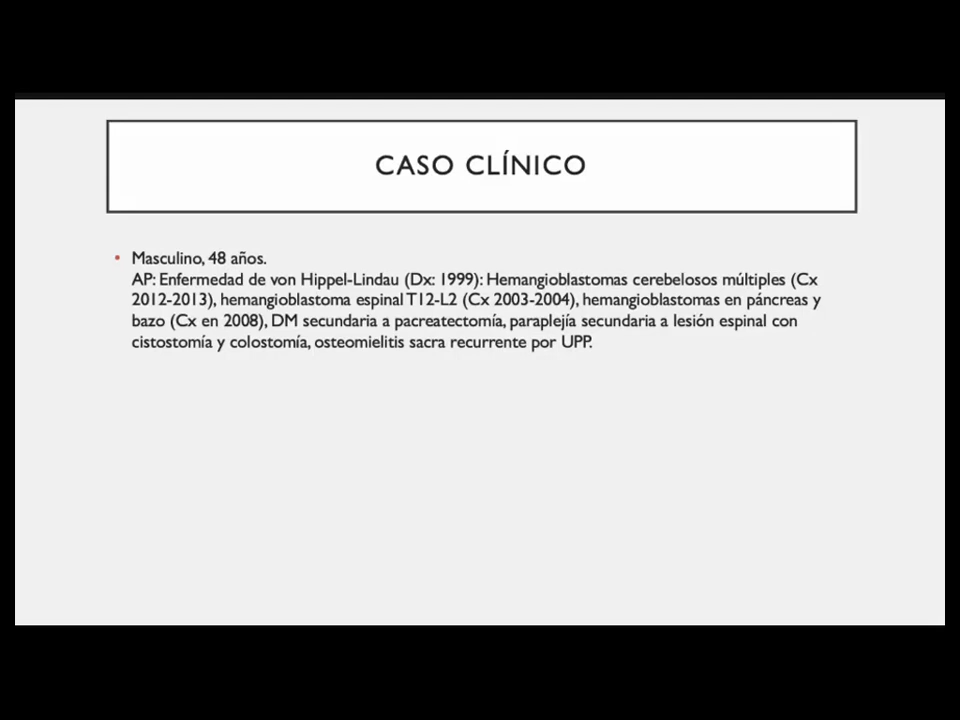 CASO CLÍNICO
• Masculino, 48 años.
AP: Enfermedad de von Hippel-Lindau (Dx: 1999): Hemangioblastomas cerebelosos múltiples (Cx
2012-2013), hemangioblastoma espinal T12-L2 (Cx 2003-2004), hemangioblastomas en páncreas y
bazo (Cx en 2008), DM secundaria a pacreatectomía, paraplejía secundaria a lesión espinal con
cistostomía y colostomía, osteomielitis sacra recurrente por UPP.